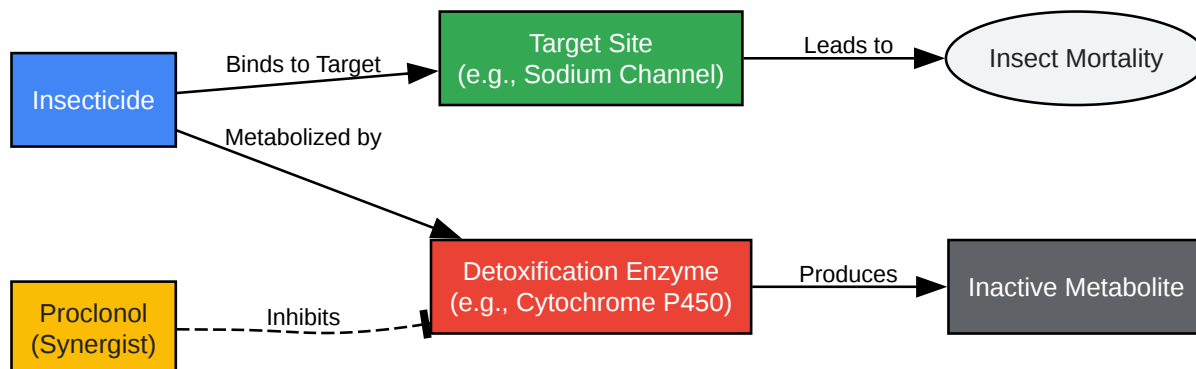 Insecticide
Binds to Target
Metabolized by
Target Site
(e.g., Sodium Channel)
Leads to
Insect Mortality
Proclonol
(Synergist)
Inhibits
Detoxification Enzyme
(e.g., Cytochrome P450)
Produces
Inactive Metabolite